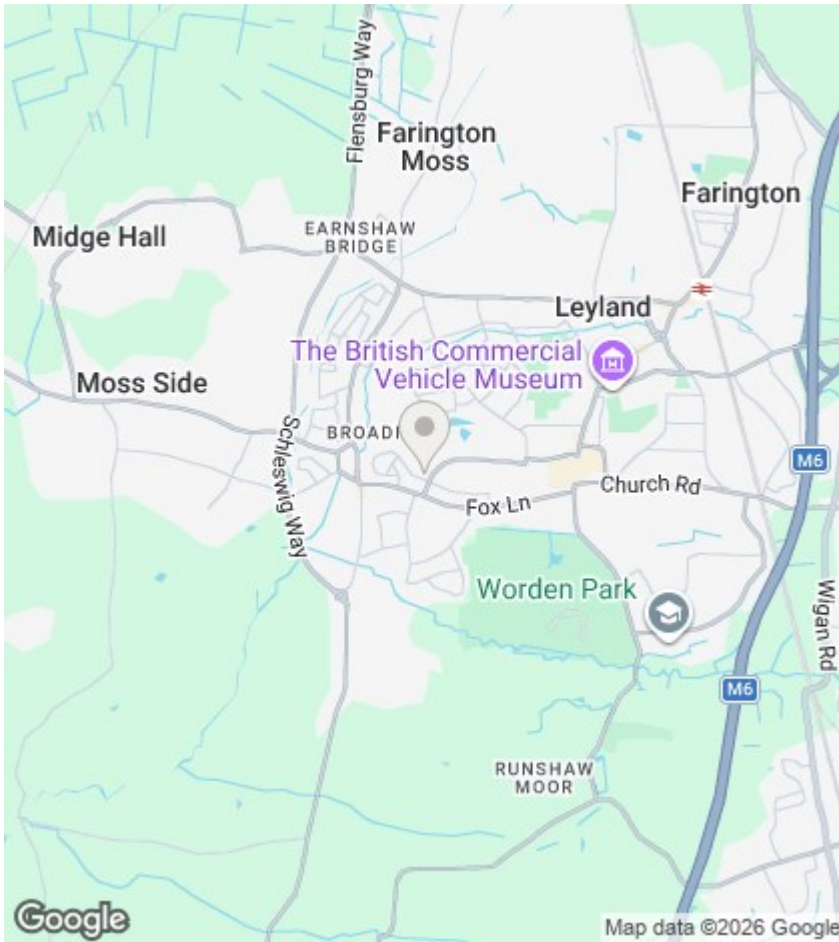 Flensburg Way
Farington
Moss
Farington
EARNSHAW
BRIDGE
Midge Hall
Leyland
The British Commercial
Vehicle Museum
Moss Side
BROADF
Schleswig Way
M6
Church Rd
Fox Ln
Worden Park
Wigan Rd
M6
RUNSHAW
MOOR
Google
Map data ©2026 Google